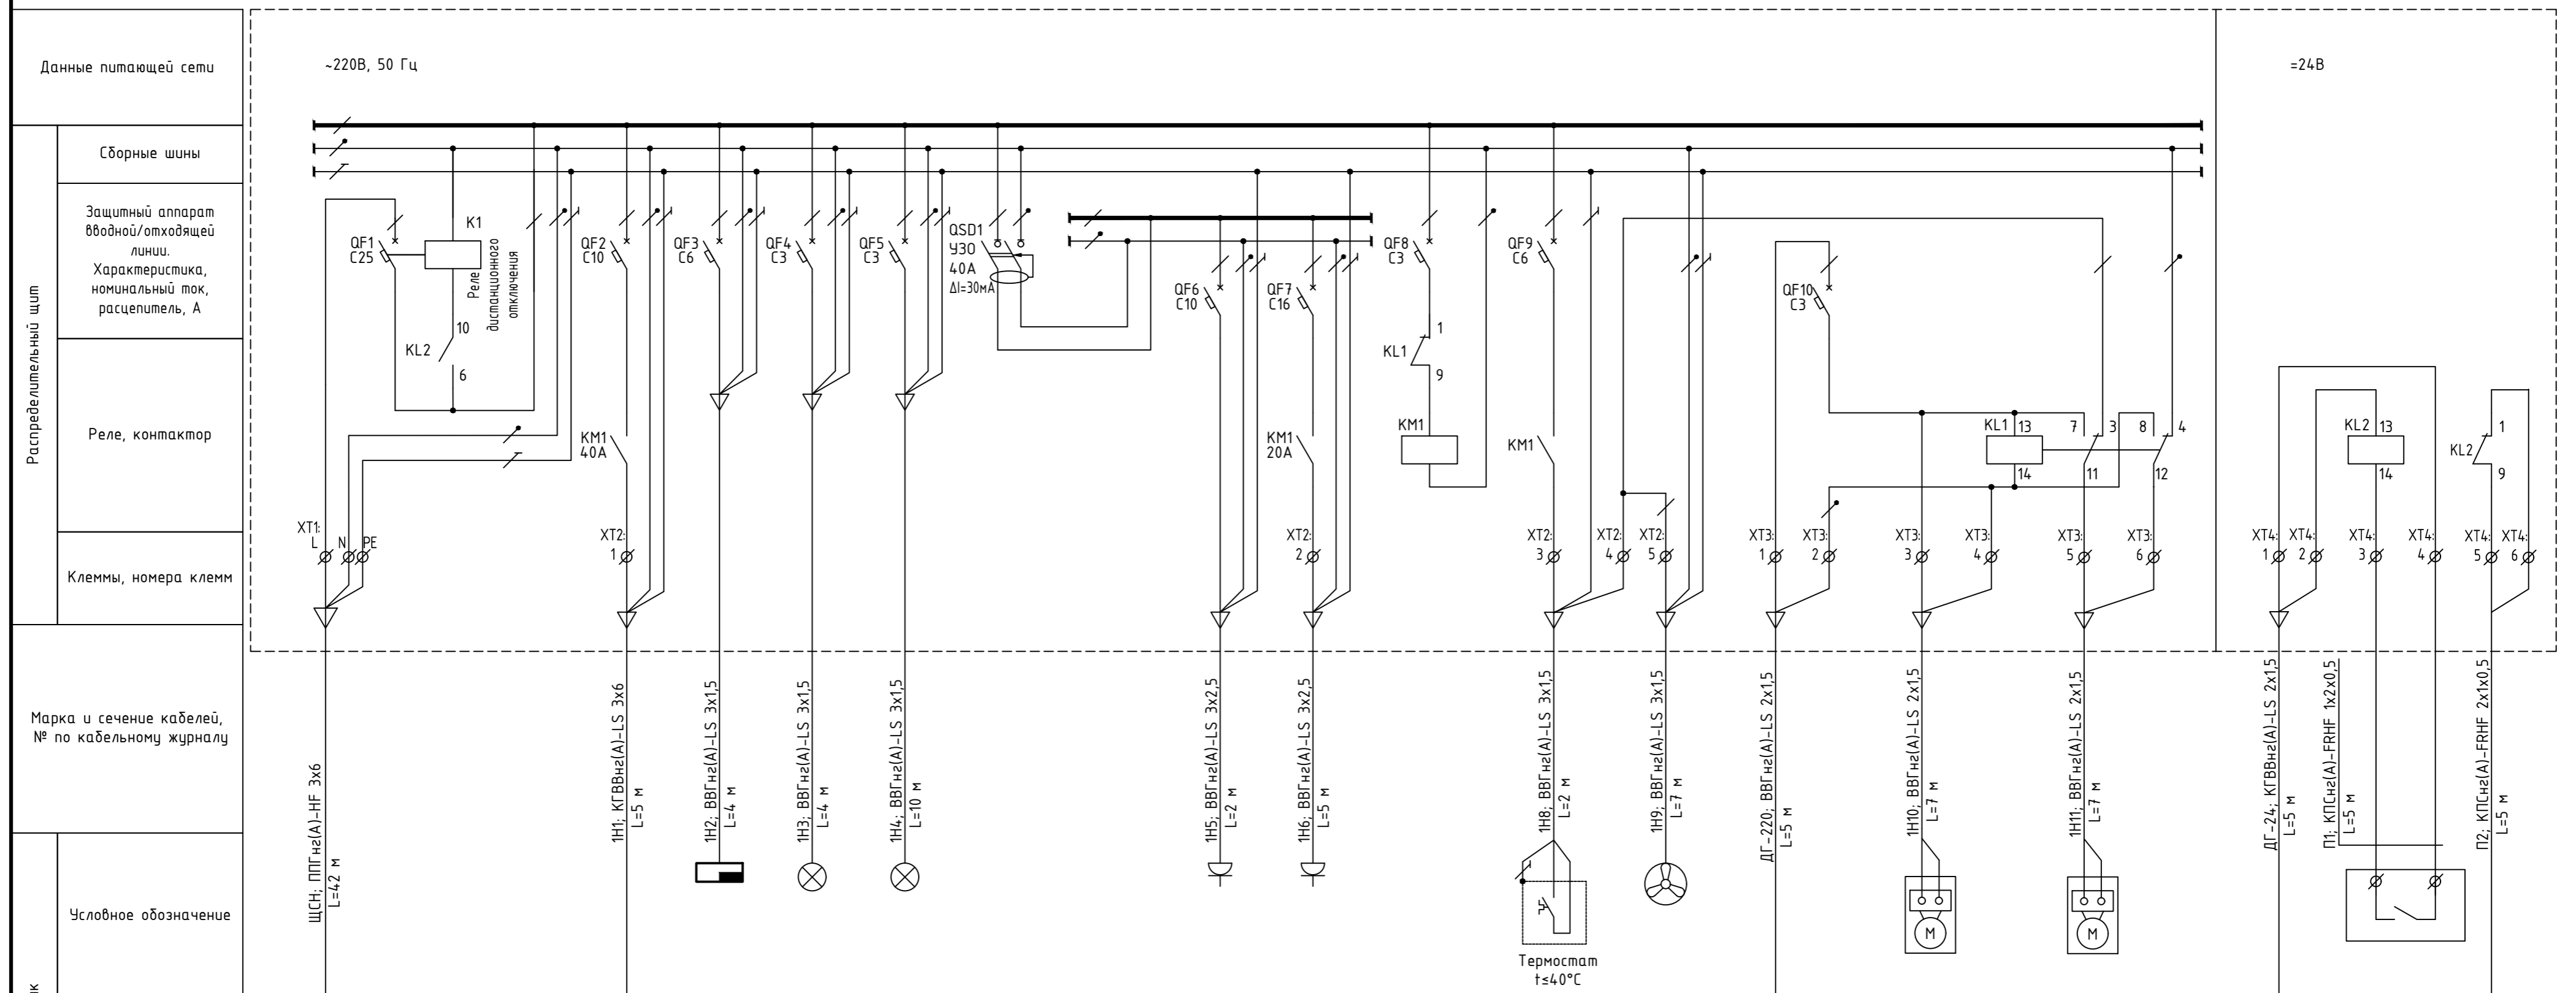 Данные питающей сети
~220В, 50 Гц
=24В
Распределительный щит
Сборные шины
Защитный аппарат
вводной/отходящей
линии.
Характеристика,
номинальный ток,
расцепитель, А
Реле, контактор
Клеммы, номера клемм
Марка и сечение кабелей,
№ по кабельному журналу
Условное обозначение
QF1
C25
K1
Реле
дистанционного
отключения
10
KL2
6
QF2
C10
QF3
C6
QF4
C3
QF5
C3
QSD1
УЗО
40А
ΔI=30мА
QF6
C10
QF7
C16
QF8
C3
QF9
C6
QF10
C3
KL1
1
9
KM1
40А
KM1
20А
KM1
KM1
KL1
13
14
7
3
11
8
4
12
KL2
13
14
KL2
1
9
XT1:
L
N
PE
XT2:
1
XT2:
2
XT2:
3
XT2:
4
XT2:
5
XT3:
1
XT3:
2
XT3:
3
XT3:
4
XT3:
5
XT3:
6
XT4:
1
XT4:
2
XT4:
3
XT4:
4
XT4:
5
XT4:
6
ЩСН; ППГнг(А)-HF 3х6
L=42 м
1Н1; КГВВнг(А)-LS 3х6
L=5 м
1Н2; ВВГнг(А)-LS 3х1,5
L=4 м
1Н3; ВВГнг(А)-LS 3х1,5
L=4 м
1Н4; ВВГнг(А)-LS 3х1,5
L=10 м
1Н5; ВВГнг(А)-LS 3х2,5
L=2 м
1Н6; ВВГнг(А)-LS 3х2,5
L=5 м
1Н8; ВВГнг(А)-LS 3х1,5
L=2 м
1Н9; ВВГнг(А)-LS 3х1,5
L=7 м
ДГ-220; ВВГнг(А)-LS 2х1,5
L=5 м
1Н10; ВВГнг(А)-LS 2х1,5
L=7 м
1Н11; ВВГнг(А)-LS 2х1,5
L=7 м
ДГ-24; КГВВнг(А)-LS 2х1,5
L=5 м
П1; КПСнг(А)-FRHF 1х2х0,5
L=5 м
П2; КПСнг(А)-FRHF 2х1х0,5
L=5 м
М
М
Термостат
t≤40°С